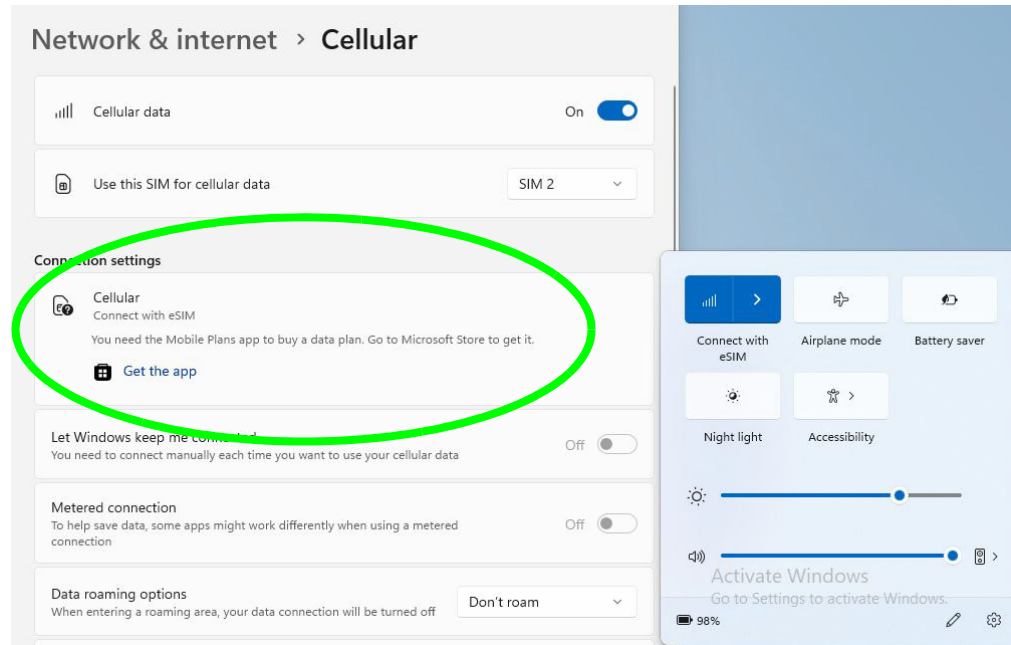 Network & internet > Cellular
Cellular data
On
Use this SIM for cellular data
SIM 2
Connection settings
Cellular
Connect with eSIM
You need the Mobile Plans app to buy a data plan. Go to Microsoft Store to get it.
Get the app
Let Windows keep me connected
Off
You need to connect manually each time you want to use your cellular data
Metered connection
Off
To help save data, some apps might work differently when using a metered
connection
Data roaming options
Don't roam
When entering a roaming area, your data connection will be turned off
Connect with
eSIM
Airplane mode
Battery saver
Night light
Accessibility
Activate Windows
Go to Settings to activate Windows.
98%